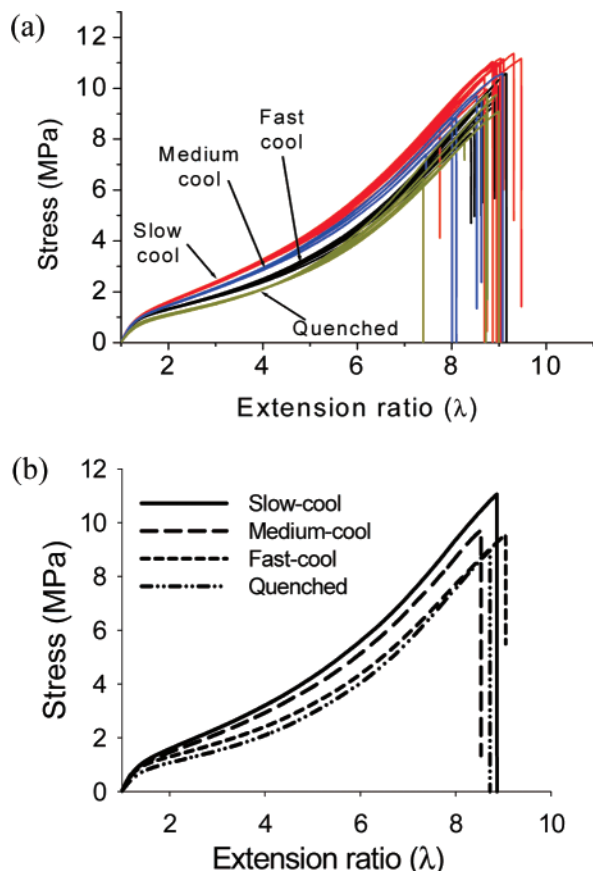 (a)
12
10
8
6
4
2
0
Stress (MPa)
Fast
cool
Medium
cool
Slow
cool
Quenched
2 4 6 8 10
Extension ratio (λ)
(b)
12
10
8
6
4
2
0
Stress (MPa)
Slow-cool
Medium-cool
Fast-cool
Quenched
2 4 6 8 10
Extension ratio (λ)